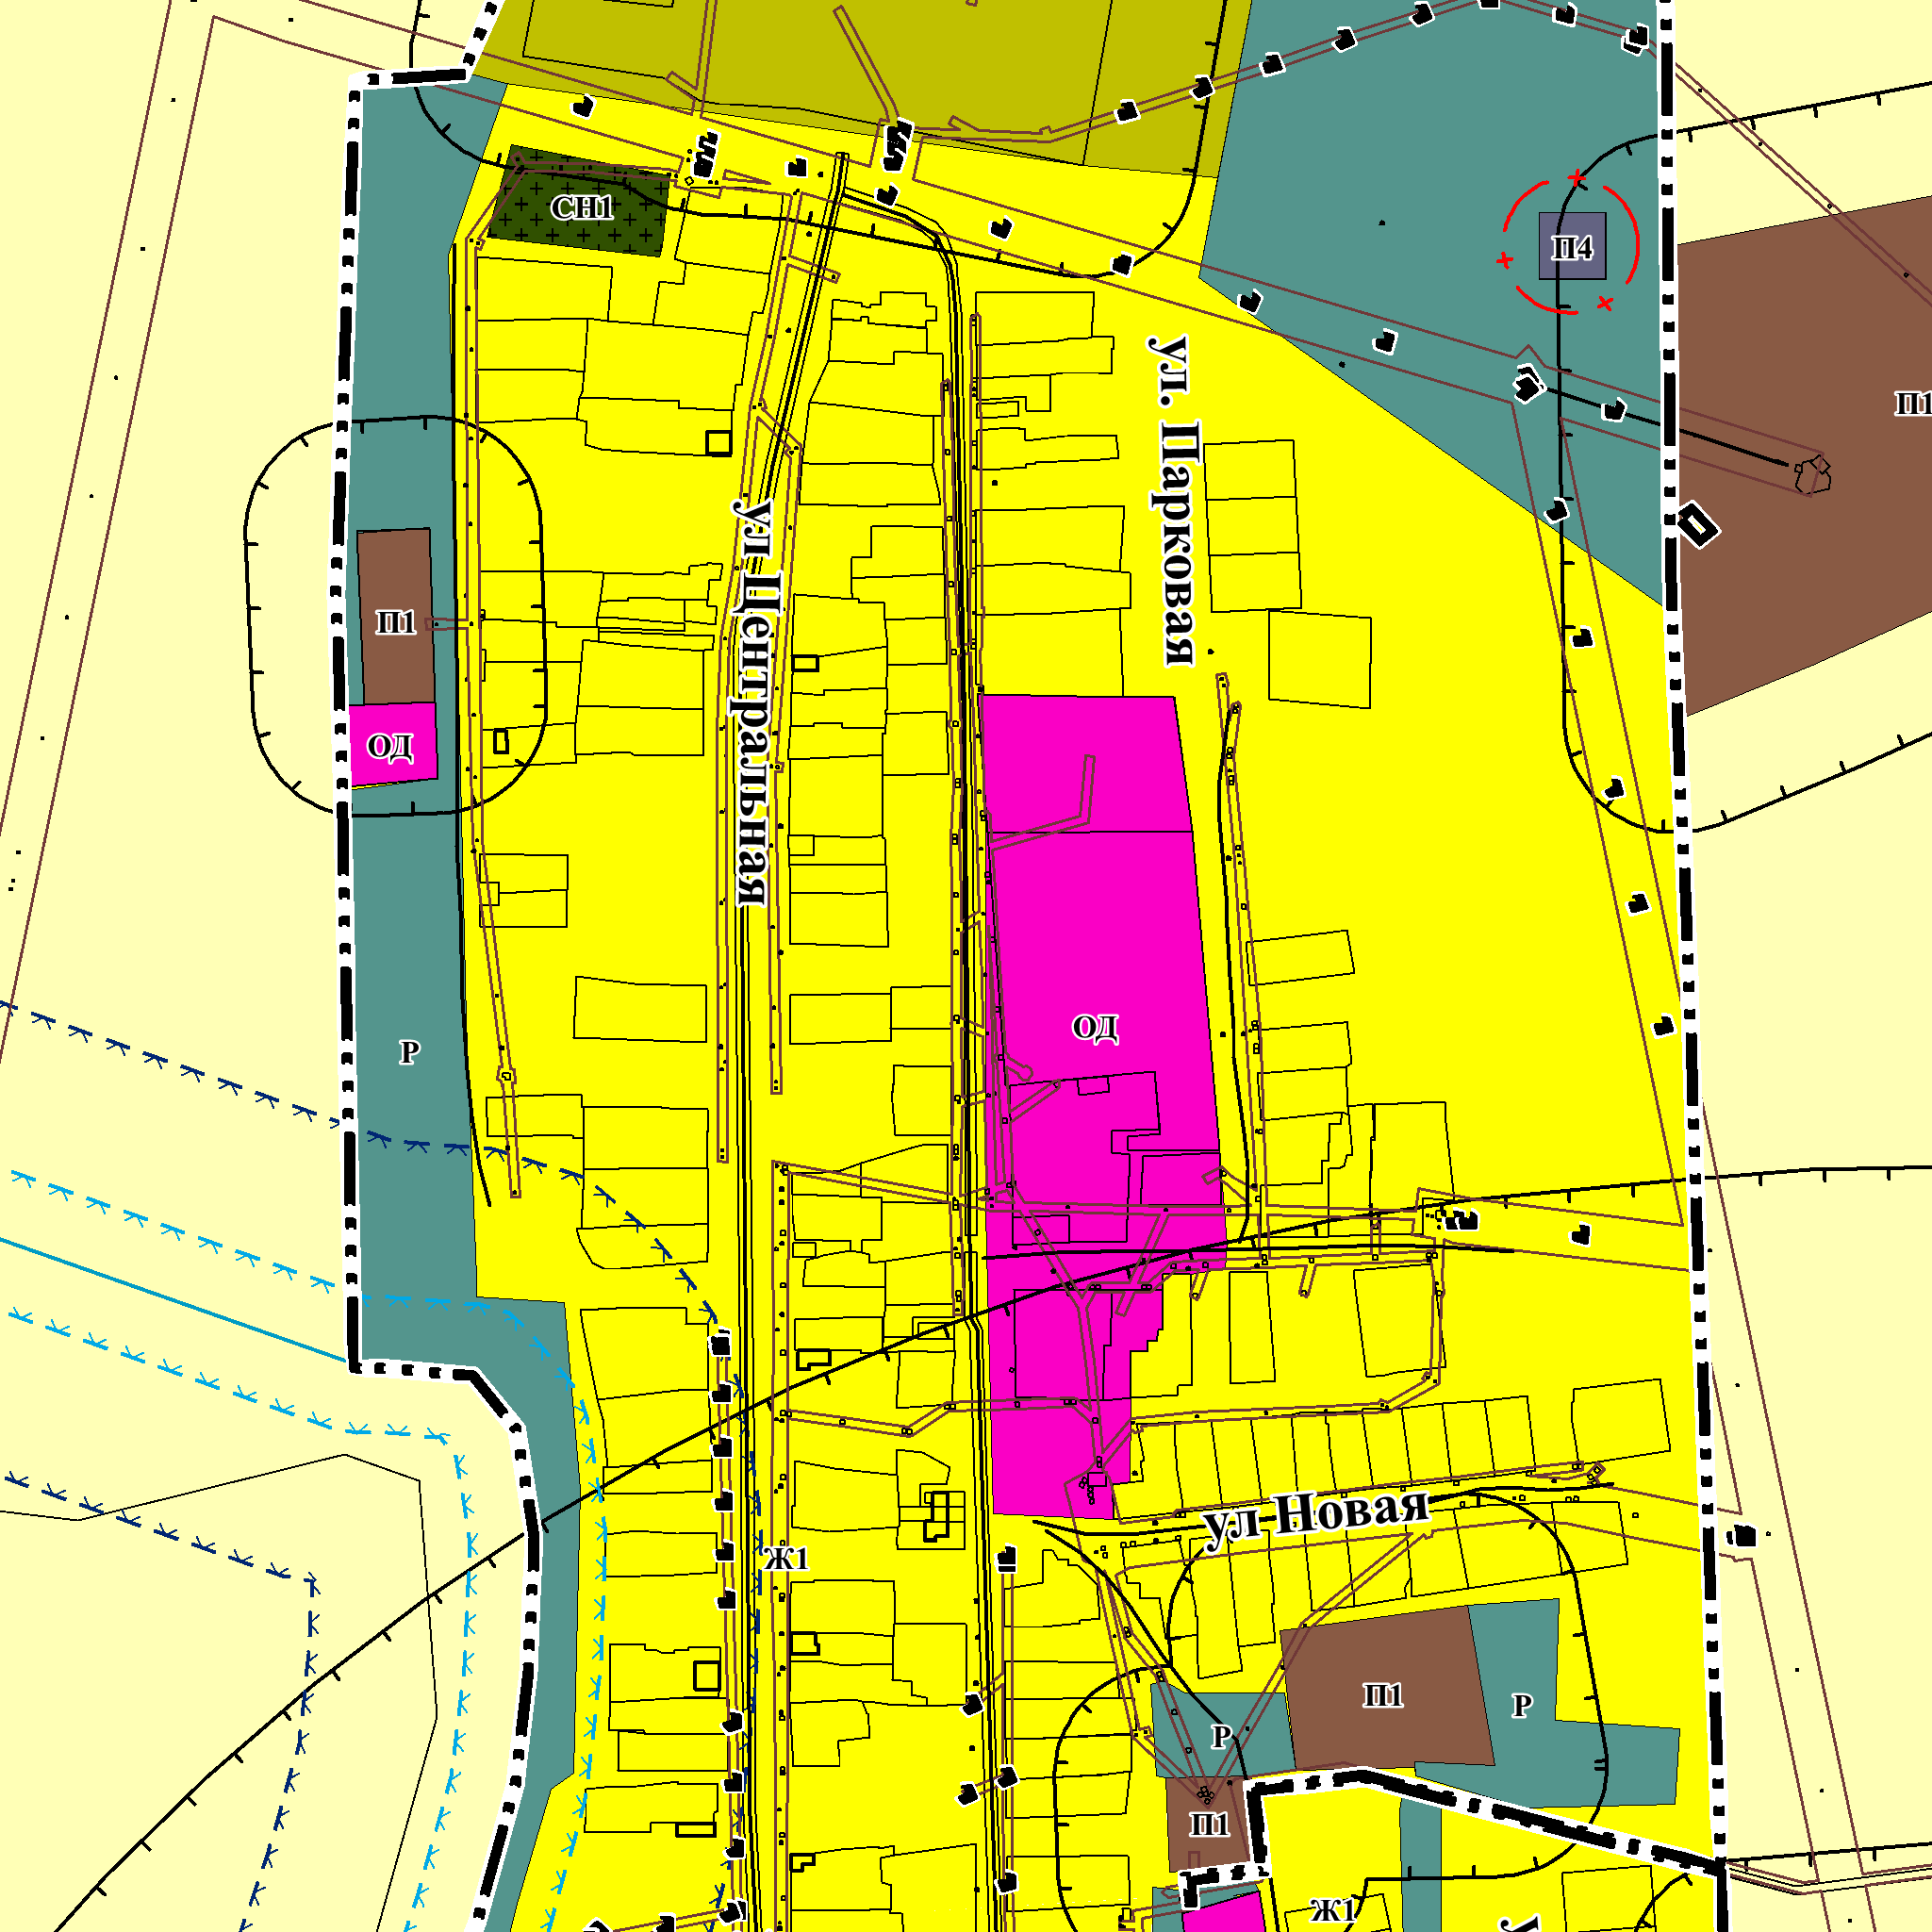 СН1
П4
ул. Парковая
П1
ул Центральная
П1
ОД
ОД
Р
ул Новая
Ж1
П1
Р
Р
П1
Ж1